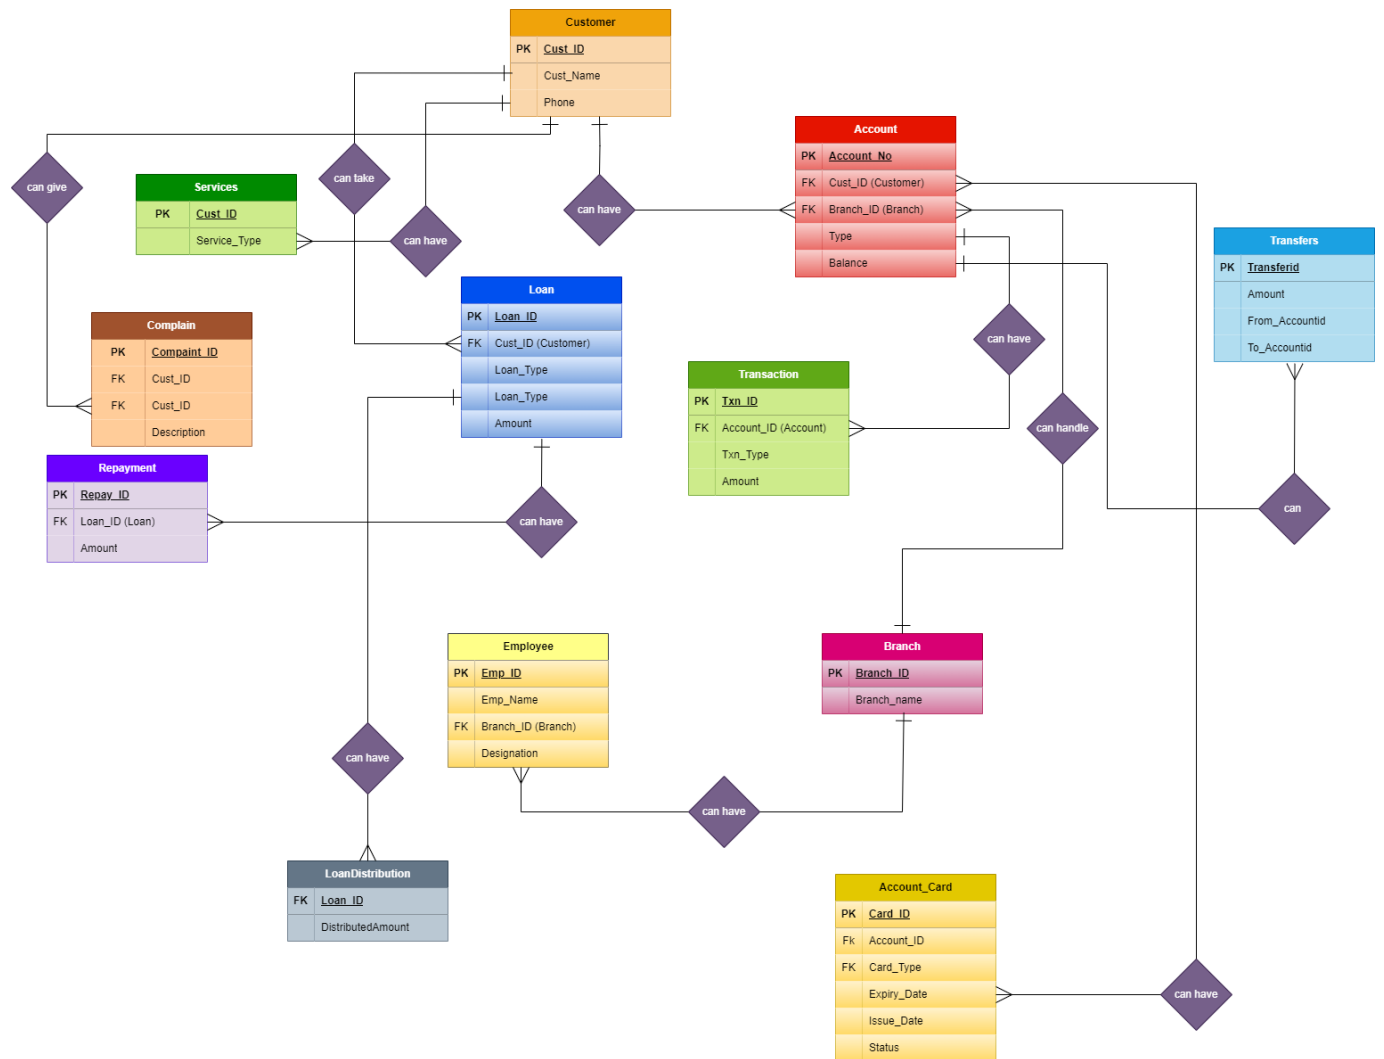 Customer
PK Cust_ID
Cust_Name
Phone
can give
can take
can have
can have
Services
PK Cust_ID
Service_Type
Account
PK Account_No
FK Cust_ID (Customer)
FK Branch_ID (Branch)
Type
Balance
Transfers
PK Transferid
Amount
From_Accountid
To_Accountid
Loan
PK Loan_ID
FK Cust_ID (Customer)
Loan_Type
Loan_Type
Amount
Complain
PK Compaint_ID
FK Cust_ID
FK Cust_ID
Description
can have
Transaction
PK Txn_ID
FK Account_ID (Account)
Txn_Type
Amount
can handle
Repayment
PK Repay_ID
FK Loan_ID (Loan)
Amount
can have
can
Employee
PK Emp_ID
Emp_Name
FK Branch_ID (Branch)
Designation
Branch
PK Branch_ID
Branch_name
can have
can have
LoanDistribution
FK Loan_ID
DistributedAmount
Account_Card
PK Card_ID
Fk Account_ID
FK Card_Type
Expiry_Date
Issue_Date
Status
can have